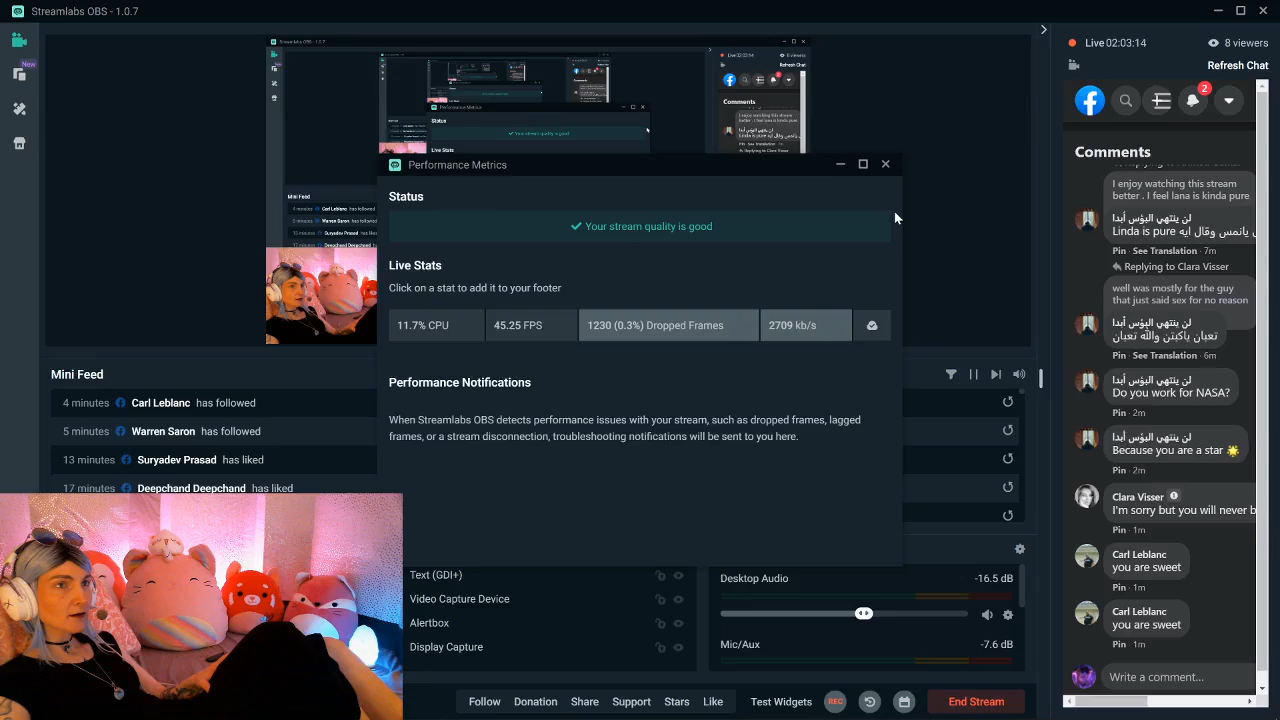 Streamlabs OBS - 1.0.7
New
Live 02:03:14
8 viewers
Refresh Chat
2
Comments
Performance Metrics
Status
Your stream quality is good
Live Stats
Click on a stat to add it to your footer
11.7% CPU
45.25 FPS
1230 (0.3%) Dropped Frames
2709 kb/s
Performance Notifications
When Streamlabs OBS detects performance issues with your stream, such as dropped frames, lagged
frames, or a stream disconnection, troubleshooting notifications will be sent to you here.
Mini Feed
4 minutes Carl Leblanc has followed
5 minutes Warren Saron has followed
13 minutes Suryadev Prasad has liked
17 minutes Deepchand Deepchand has liked
Text (GDI+)
Video Capture Device
Alertbox
Display Capture
Desktop Audio
-16.5 dB
Mic/Aux
-7.6 dB
Follow
Donation
Share
Support
Stars
Like
Test Widgets
REC
End Stream
I enjoy watching this stream
better . I feel lana is kinda pure
لن ينتهي البؤس أبدا
Linda is pure يانمس وقال ايه
Pin · See Translation · 7m
Replying to Clara Visser
well was mostly for the guy
that just said sex for no reason
لن ينتهي البؤس أبدا
تعبان ياكبتن والله تعبان
Pin · See Translation · 6m
لن ينتهي البؤس أبدا
Do you work for NASA?
Pin · 2m
لن ينتهي البؤس أبدا
Because you are a star 🌟
Pin · 2m
Clara Visser
I'm sorry but you will never b
Pin · 1m
Carl Leblanc
you are sweet
Pin · 1m
Carl Leblanc
you are sweet
Pin · 1m
Write a comment...